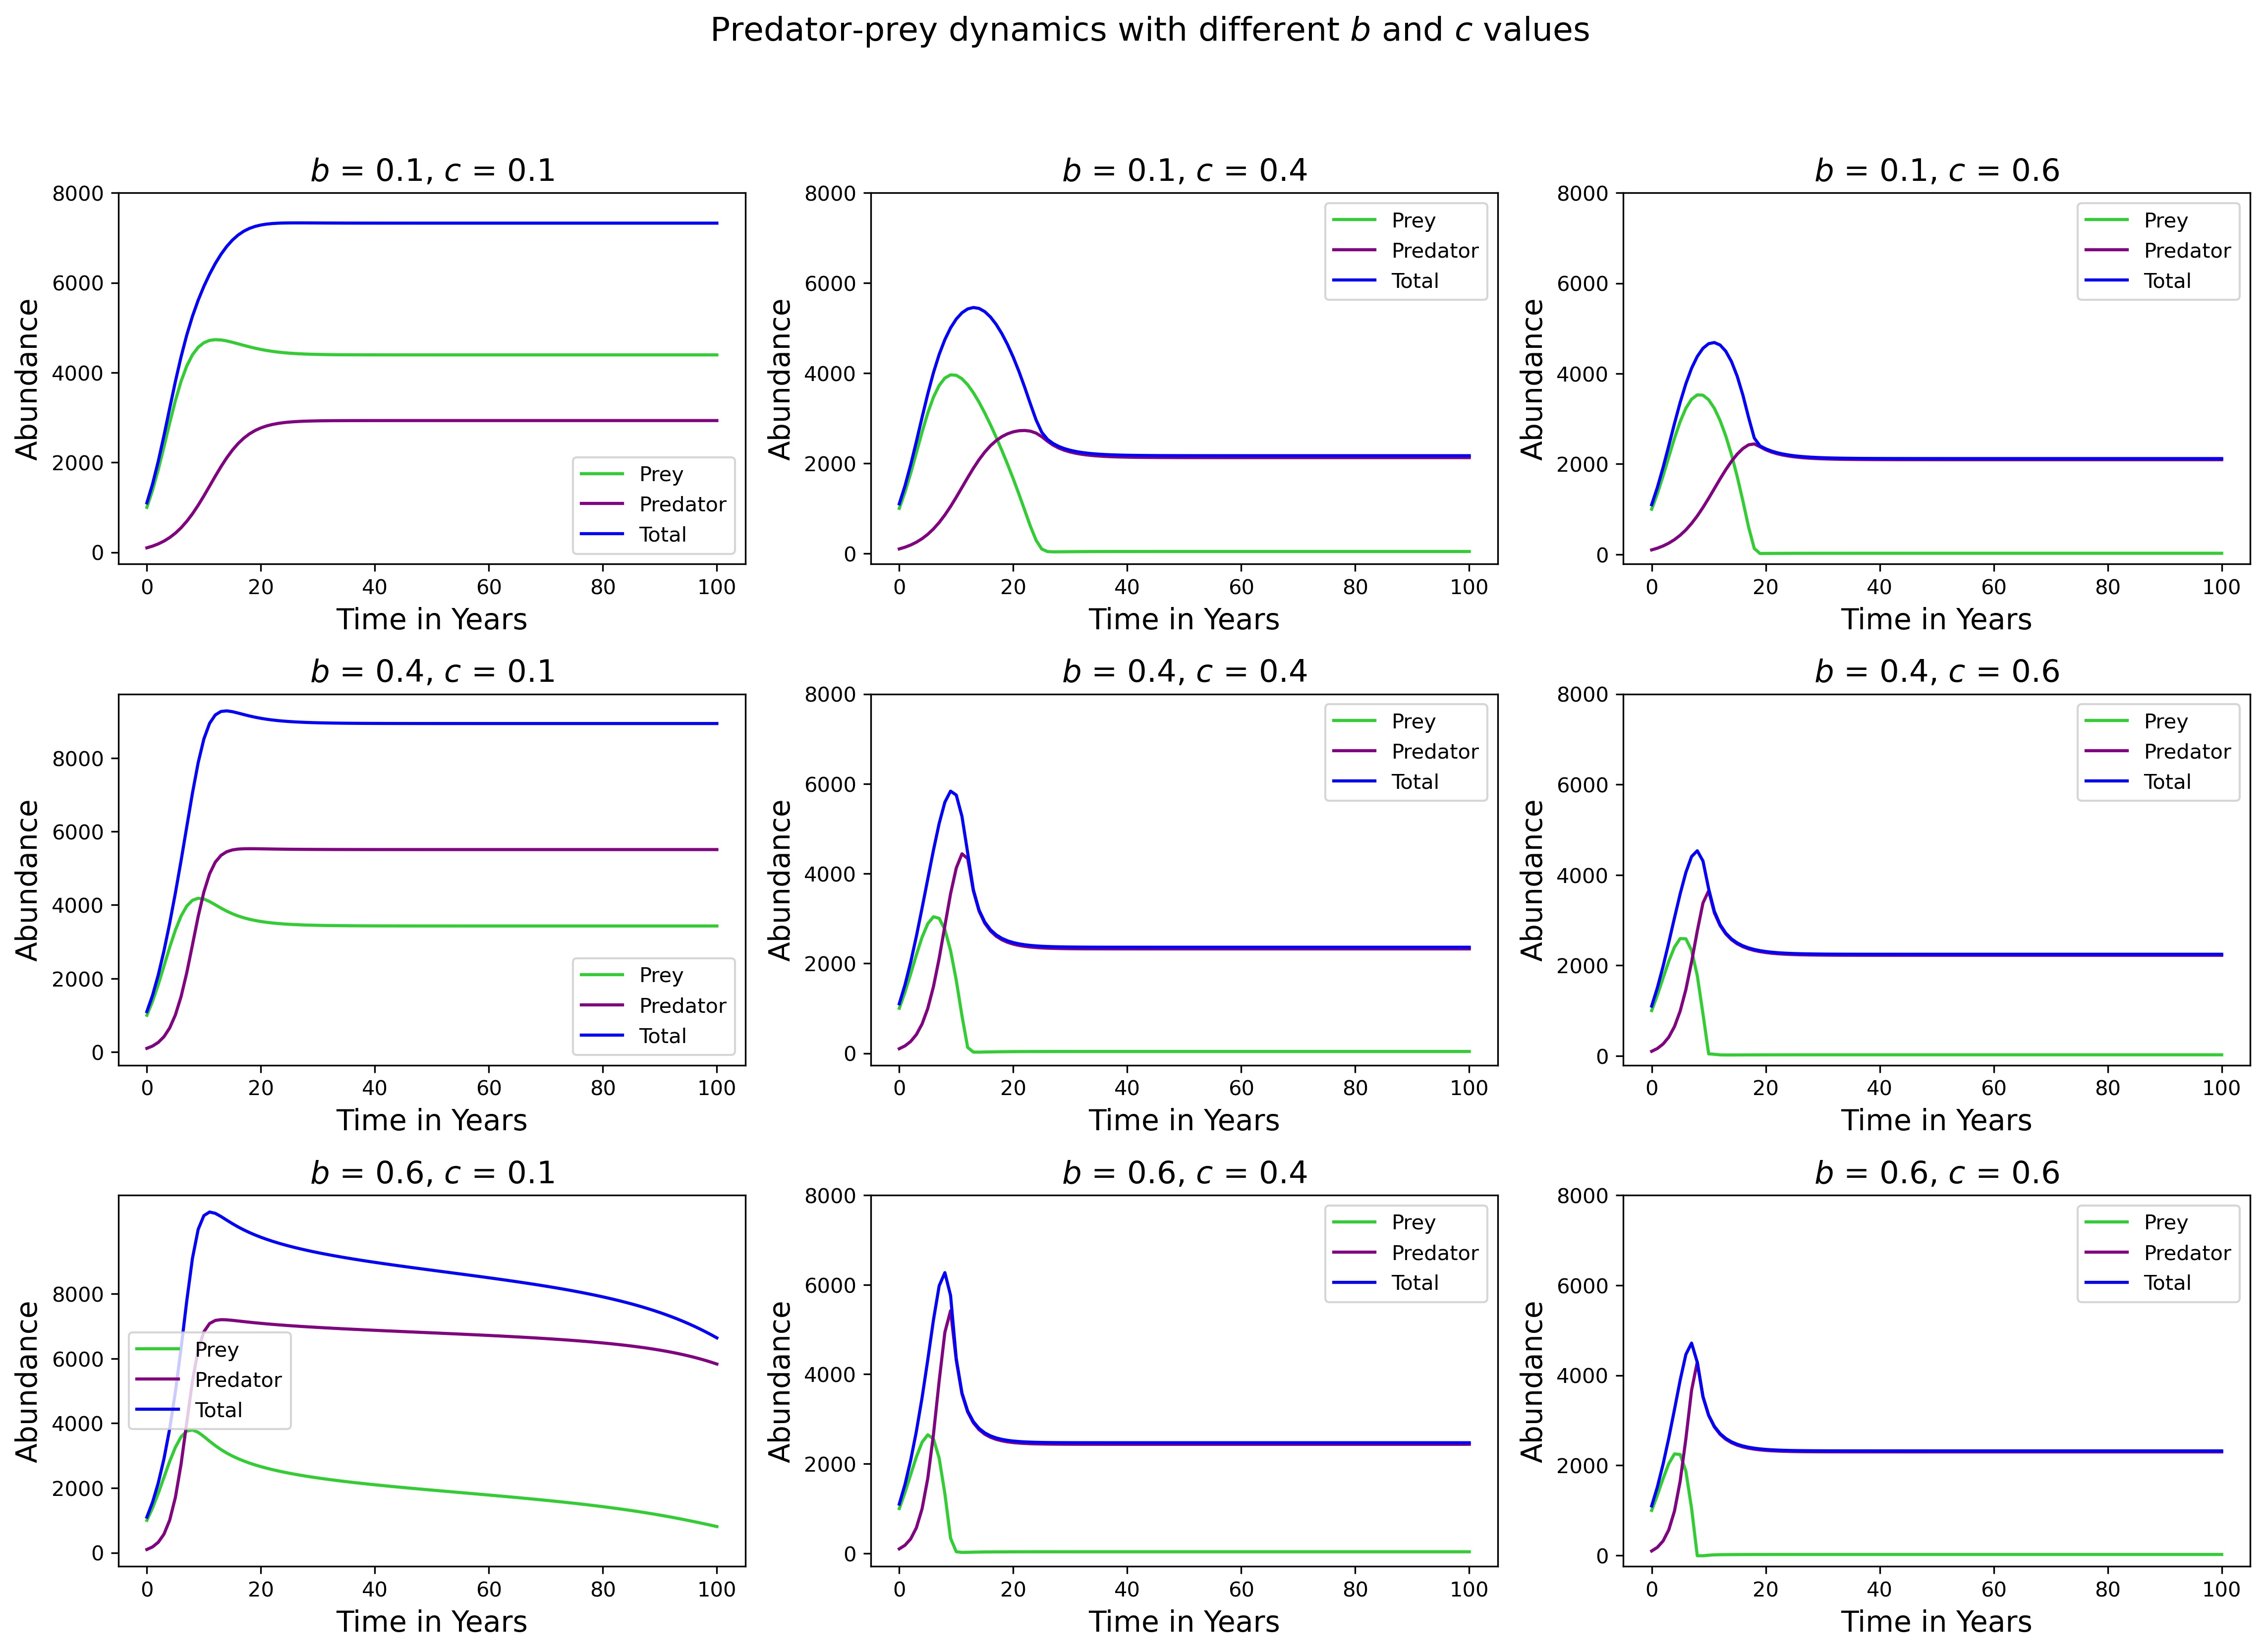 Predator-prey dynamics with different b and c values
b = 0.1, c = 0.1
8000
6000
4000
2000
0
Abundance
Prey
Predator
Total
0 20 40 60 80 100
Time in Years
b = 0.1, c = 0.4
8000
6000
4000
2000
0
Abundance
Prey
Predator
Total
0 20 40 60 80 100
Time in Years
b = 0.1, c = 0.6
8000
6000
4000
2000
0
Abundance
Prey
Predator
Total
0 20 40 60 80 100
Time in Years
b = 0.4, c = 0.1
8000
6000
4000
2000
0
Abundance
Prey
Predator
Total
0 20 40 60 80 100
Time in Years
b = 0.4, c = 0.4
8000
6000
4000
2000
0
Abundance
Prey
Predator
Total
0 20 40 60 80 100
Time in Years
b = 0.4, c = 0.6
8000
6000
4000
2000
0
Abundance
Prey
Predator
Total
0 20 40 60 80 100
Time in Years
b = 0.6, c = 0.1
8000
6000
4000
2000
0
Abundance
Prey
Predator
Total
0 20 40 60 80 100
Time in Years
b = 0.6, c = 0.4
8000
6000
4000
2000
0
Abundance
Prey
Predator
Total
0 20 40 60 80 100
Time in Years
b = 0.6, c = 0.6
8000
6000
4000
2000
0
Abundance
Prey
Predator
Total
0 20 40 60 80 100
Time in Years